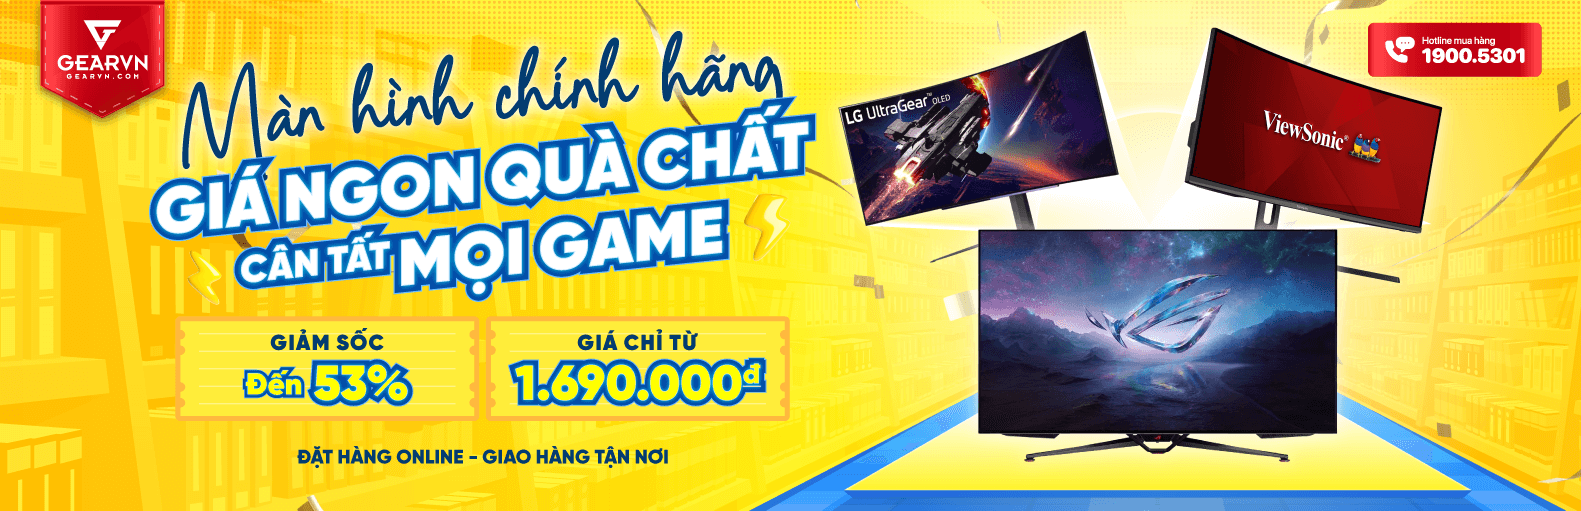 GEARVN
GEARVN.COM
Màn hình chính hãng
GIÁ NGON QUÀ CHẤT
CÂN TẤT MỌI GAME
GIẢM SỐC
Đến 53%
GIÁ CHỈ TỪ
1.690.000đ
ĐẶT HÀNG ONLINE - GIAO HÀNG TẬN NƠI
LG UltraGear™ OLED
ViewSonic®
Hotline mua hàng
1900.5301